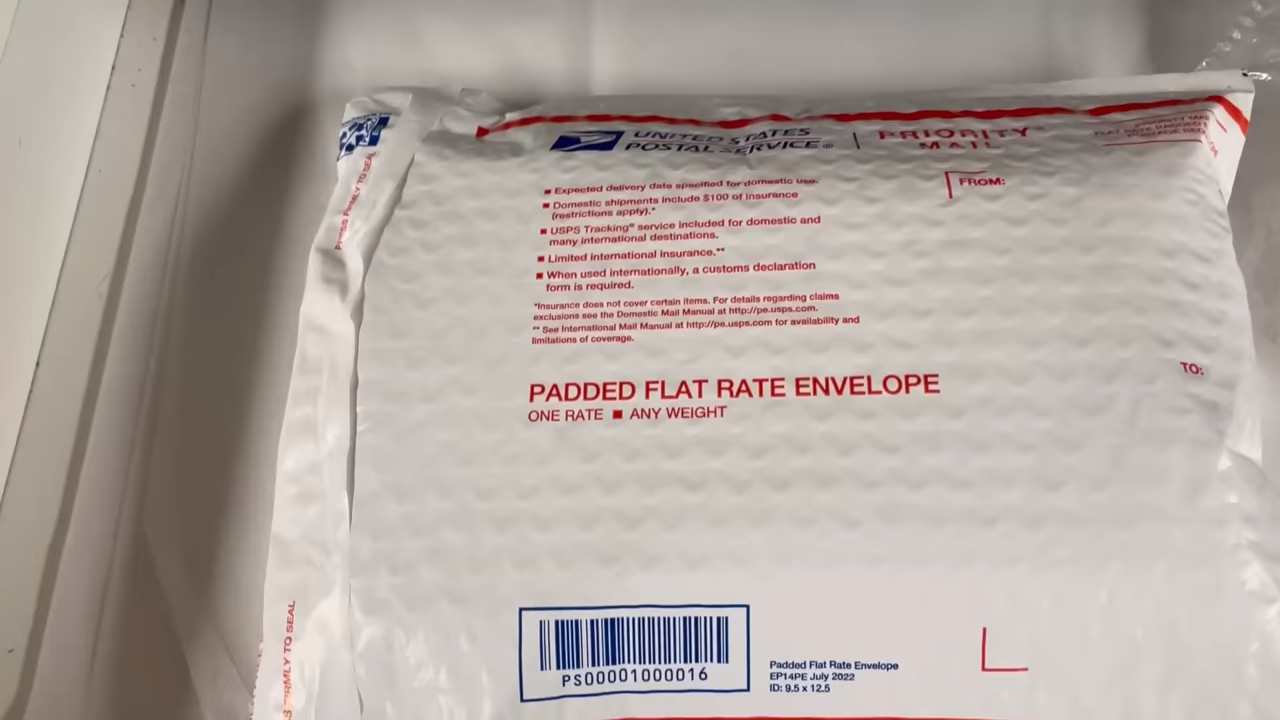 UNITED STATES
POSTAL SERVICE®
PRIORITY
MAIL
FROM:
PRESS FIRMLY TO SEAL
■ Expected delivery date specified for domestic use.
■ Domestic shipments include $100 of insurance
(restrictions apply).*
■ USPS Tracking® service included for domestic and
many international destinations.
■ Limited international insurance.**
■ When used internationally, a customs declaration
form is required.
*Insurance does not cover certain items. For details regarding claims
exclusions see the Domestic Mail Manual at http://pe.usps.com.
** See International Mail Manual at http://pe.usps.com for availability and
limitations of coverage.
TO:
PADDED FLAT RATE ENVELOPE
ONE RATE ■ ANY WEIGHT
FIRMLY TO SEAL
PS00001000016
Padded Flat Rate Envelope
EP14PE July 2022
ID: 9.5 x 12.5